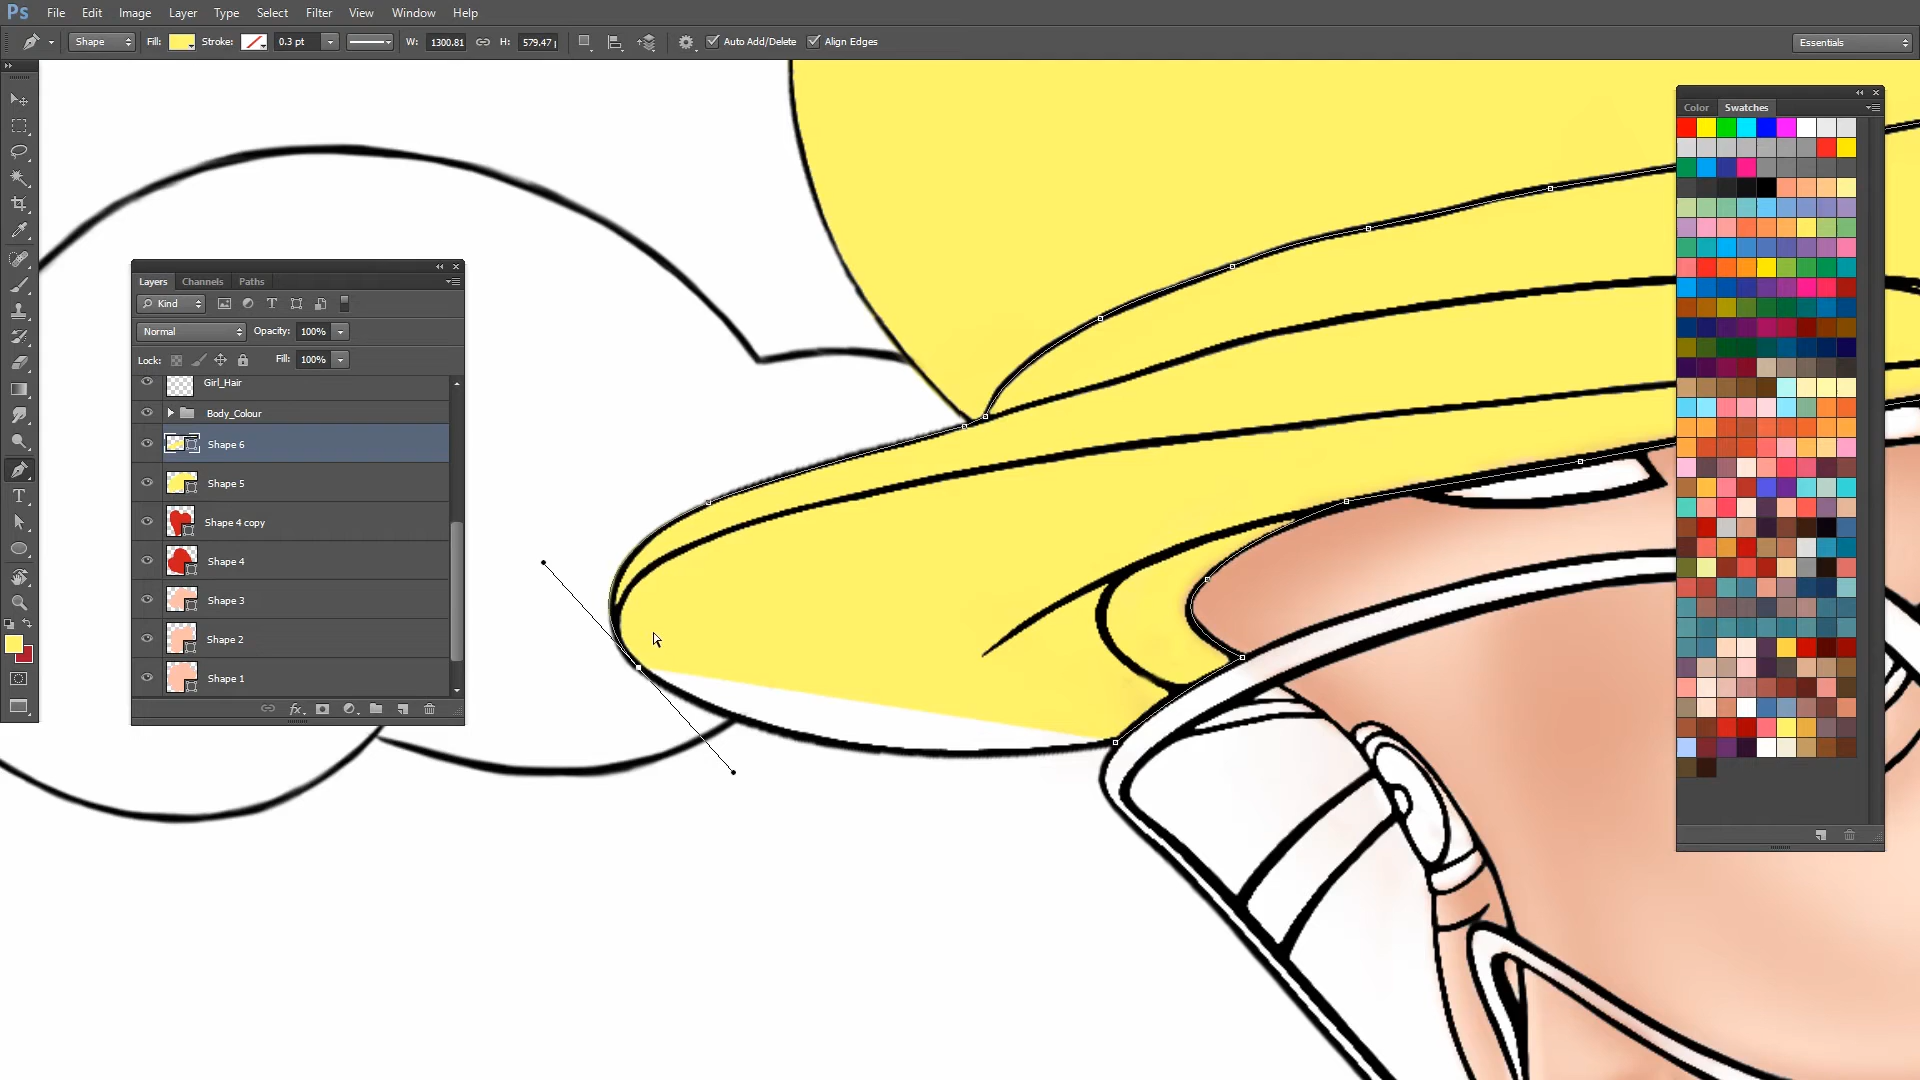 Ps File Edit Image Layer Type Select Filter View Window Help
Shape Fill: Stroke: 0.3 pt W: 1300.81 H: 579.47 Auto Add/Delete Align Edges Essentials
Color Swatches
Layers Channels Paths
Kind
Normal Opacity: 100%
Lock: Fill: 100%
Girl_Hair
Body_Colour
Shape 6
Shape 5
Shape 4 copy
Shape 4
Shape 3
Shape 2
Shape 1
fx